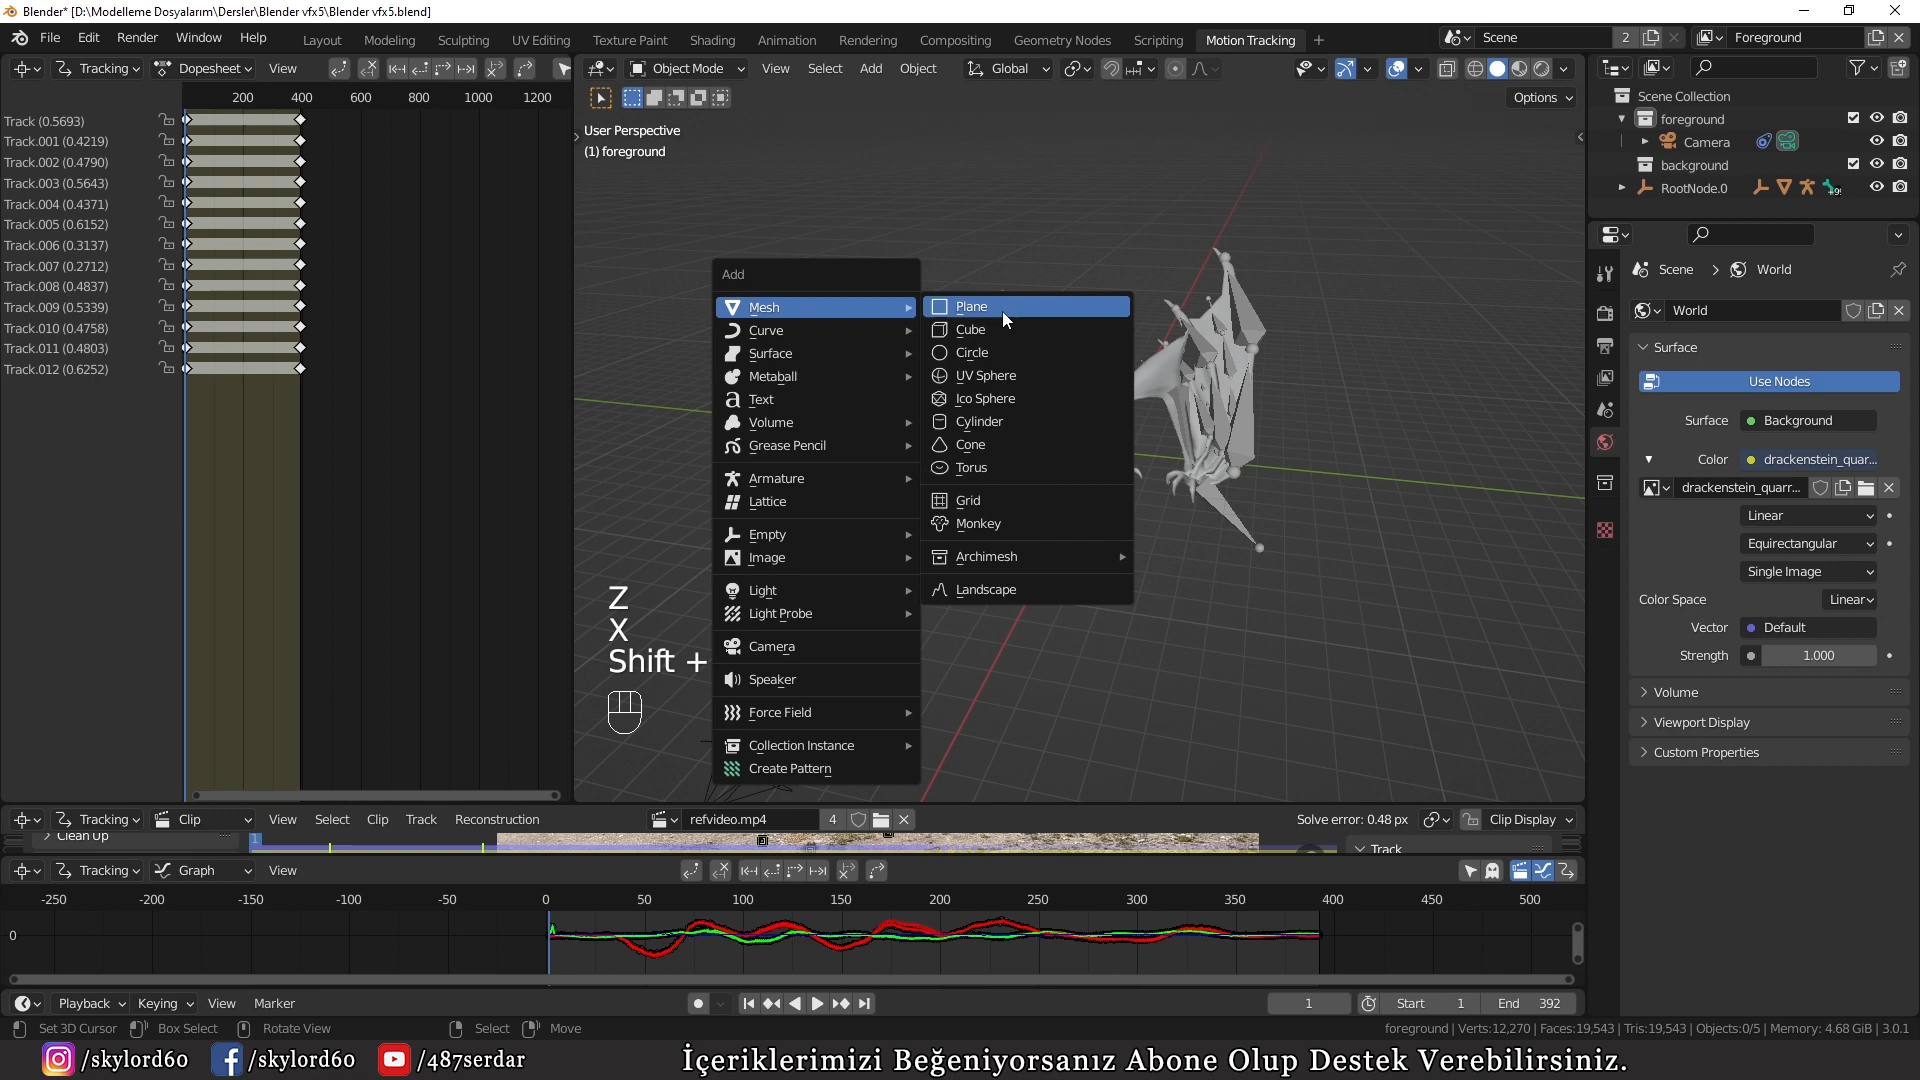 Blender* [D:\Modelleme Dosyalarım\Dersler\Blender vfx5\Blender vfx5.blend]
File Edit Render Window Help Layout Modeling Sculpting UV Editing Texture Paint Shading Animation Rendering Compositing Geometry Nodes Scripting Motion Tracking + Scene 2 Foreground
Tracking Dopesheet View Object Mode View Select Add Object Global
200 400 600 800 1000 1200
Options
Track (0.5693)
Track.001 (0.4219)
Track.002 (0.4790)
Track.003 (0.5643)
Track.004 (0.4371)
Track.005 (0.6152)
Track.006 (0.3137)
Track.007 (0.2712)
Track.008 (0.4837)
Track.009 (0.5339)
Track.010 (0.4758)
Track.011 (0.4803)
Track.012 (0.6252)
User Perspective
(1) foreground
Add
Mesh
Curve
Surface
Metaball
Text
Volume
Grease Pencil
Armature
Lattice
Empty
Image
Light
Light Probe
Camera
Speaker
Force Field
Collection Instance
Create Pattern
Plane
Cube
Circle
UV Sphere
Ico Sphere
Cylinder
Cone
Torus
Grid
Monkey
Archimesh
Landscape
Z
X
Shift +
Scene Collection
foreground
Camera
background
RootNode.0
Scene > World
World
Surface
Use Nodes
Surface Background
Color drackenstein_quar...
drackenstein_quarr...
Linear
Equirectangular
Single Image
Color Space Linear
Vector Default
Strength 1.000
Volume
Viewport Display
Custom Properties
Tracking Clip View Select Clip Track Reconstruction refvideo.mp4 4 Solve error: 0.48 px Clip Display
Clean Up 1 Track
Tracking Graph View
-250 -200 -150 -100 -50 0 50 100 150 200 250 300 350 400 450 500
0
Playback Keying View Marker 1 Start 1 End 392
Set 3D Cursor Box Select Rotate View Select Move foreground | Verts:12,270 | Faces:19,543 | Tris:19,543 | Objects:0/5 | Memory: 4.68 GiB | 3.0.1
/skylord60 /skylord60 /487serdar İçeriklerimizi Beğeniyorsanız Abone Olup Destek Verebilirsiniz.